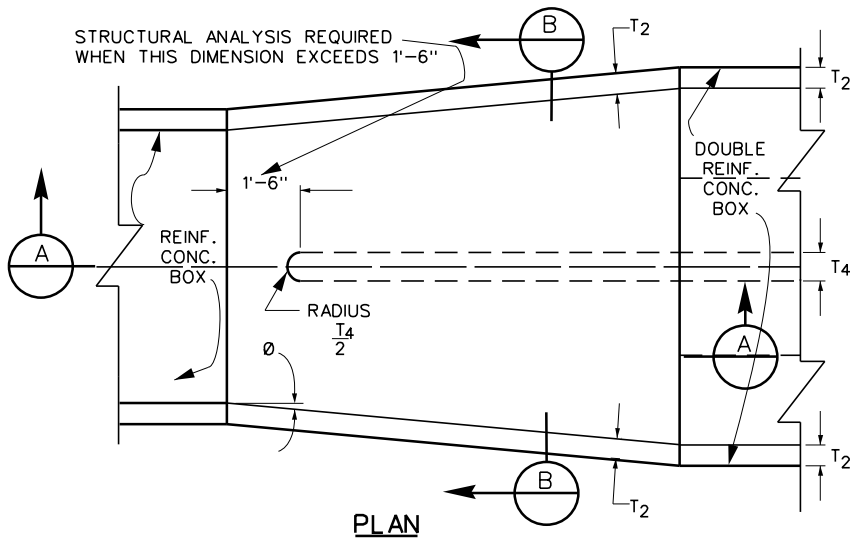 STRUCTURAL ANALYSIS REQUIRED
WHEN THIS DIMENSION EXCEEDS 1'-6"
B
T2
T2
DOUBLE
REINF.
CONC.
BOX
1'-6"
A
REINF.
CONC.
BOX
T4
RADIUS
T4
2
Ø
A
B
T2
T2
PLAN